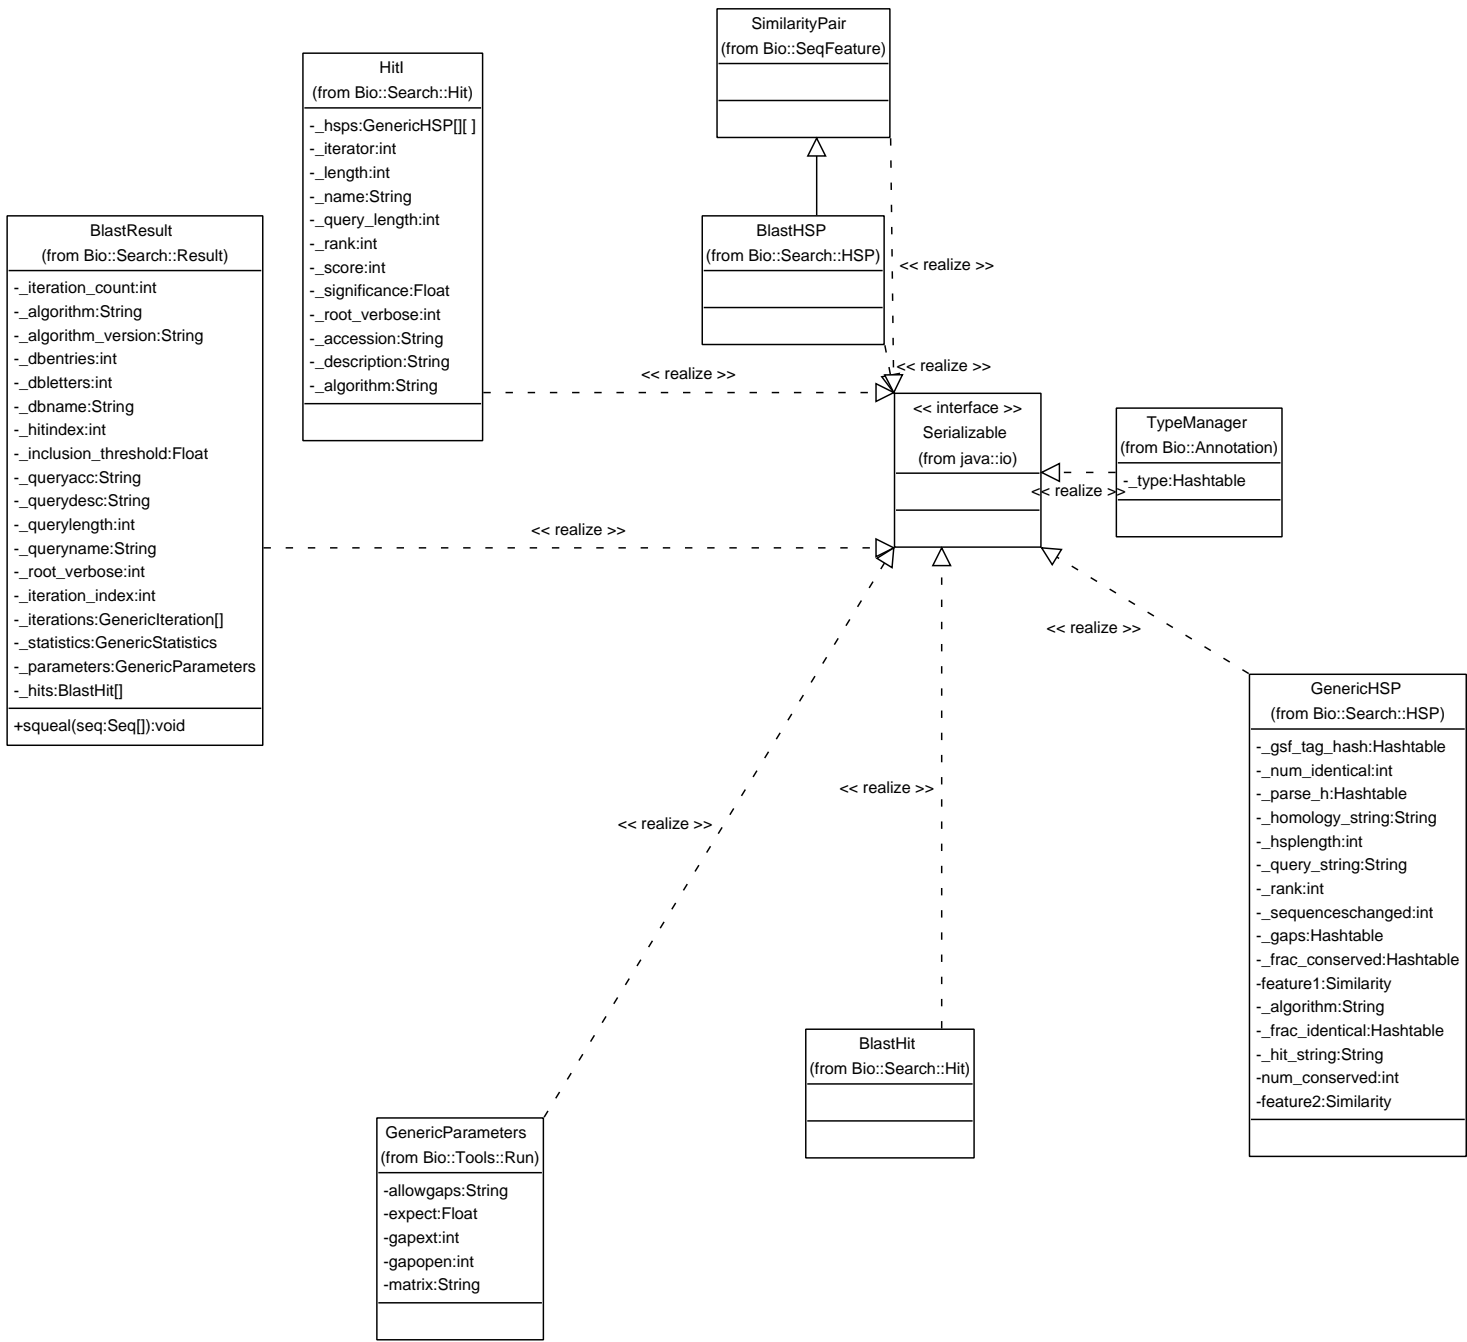 SimilarityPair
(from Bio::SeqFeature)
HitI
(from Bio::Search::Hit)
-_hsps:GenericHSP[][ ]
-_iterator:int
-_length:int
-_name:String
-_query_length:int
-_rank:int
-_score:int
-_significance:Float
-_root_verbose:int
-_accession:String
-_description:String
-_algorithm:String
BlastResult
(from Bio::Search::Result)
-_iteration_count:int
-_algorithm:String
-_algorithm_version:String
-_dbentries:int
-_dbletters:int
-_dbname:String
-_hitindex:int
-_inclusion_threshold:Float
-_queryacc:String
-_querydesc:String
-_querylength:int
-_queryname:String
-_root_verbose:int
-_iteration_index:int
-_iterations:GenericIteration[]
-_statistics:GenericStatistics
-_parameters:GenericParameters
-_hits:BlastHit[]
+squeal(seq:Seq[]):void
BlastHSP
(from Bio::Search::HSP)
<< realize >>
<< realize >>
<< realize >>
<< interface >>
Serializable
(from java::io)
TypeManager
(from Bio::Annotation)
-_type:Hashtable
<< realize >>
<< realize >>
<< realize >>
GenericHSP
(from Bio::Search::HSP)
-_gsf_tag_hash:Hashtable
-_num_identical:int
-_parse_h:Hashtable
-_homology_string:String
-_hsplength:int
-_query_string:String
-_rank:int
-_sequenceschanged:int
-_gaps:Hashtable
-_frac_conserved:Hashtable
-feature1:Similarity
-_algorithm:String
-_frac_identical:Hashtable
-_hit_string:String
-num_conserved:int
-feature2:Similarity
<< realize >>
<< realize >>
BlastHit
(from Bio::Search::Hit)
GenericParameters
(from Bio::Tools::Run)
-allowgaps:String
-expect:Float
-gapext:int
-gapopen:int
-matrix:String